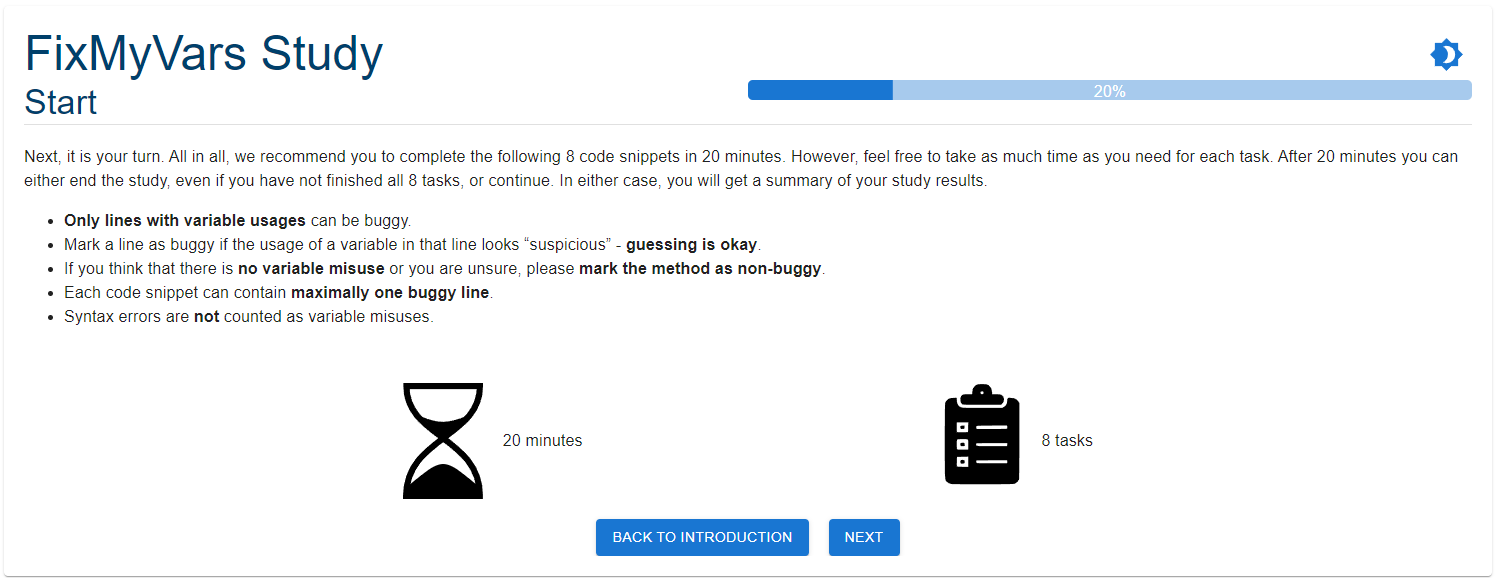 FixMyVars Study
Start
20%
Next, it is your turn. All in all, we recommend you to complete the following 8 code snippets in 20 minutes. However, feel free to take as much time as you need for each task. After 20 minutes you can
either end the study, even if you have not finished all 8 tasks, or continue. In either case, you will get a summary of your study results.
• Only lines with variable usages can be buggy.
• Mark a line as buggy if the usage of a variable in that line looks “suspicious” - guessing is okay.
• If you think that there is no variable misuse or you are unsure, please mark the method as non-buggy.
• Each code snippet can contain maximally one buggy line.
• Syntax errors are not counted as variable misuses.
20 minutes
8 tasks
BACK TO INTRODUCTION
NEXT